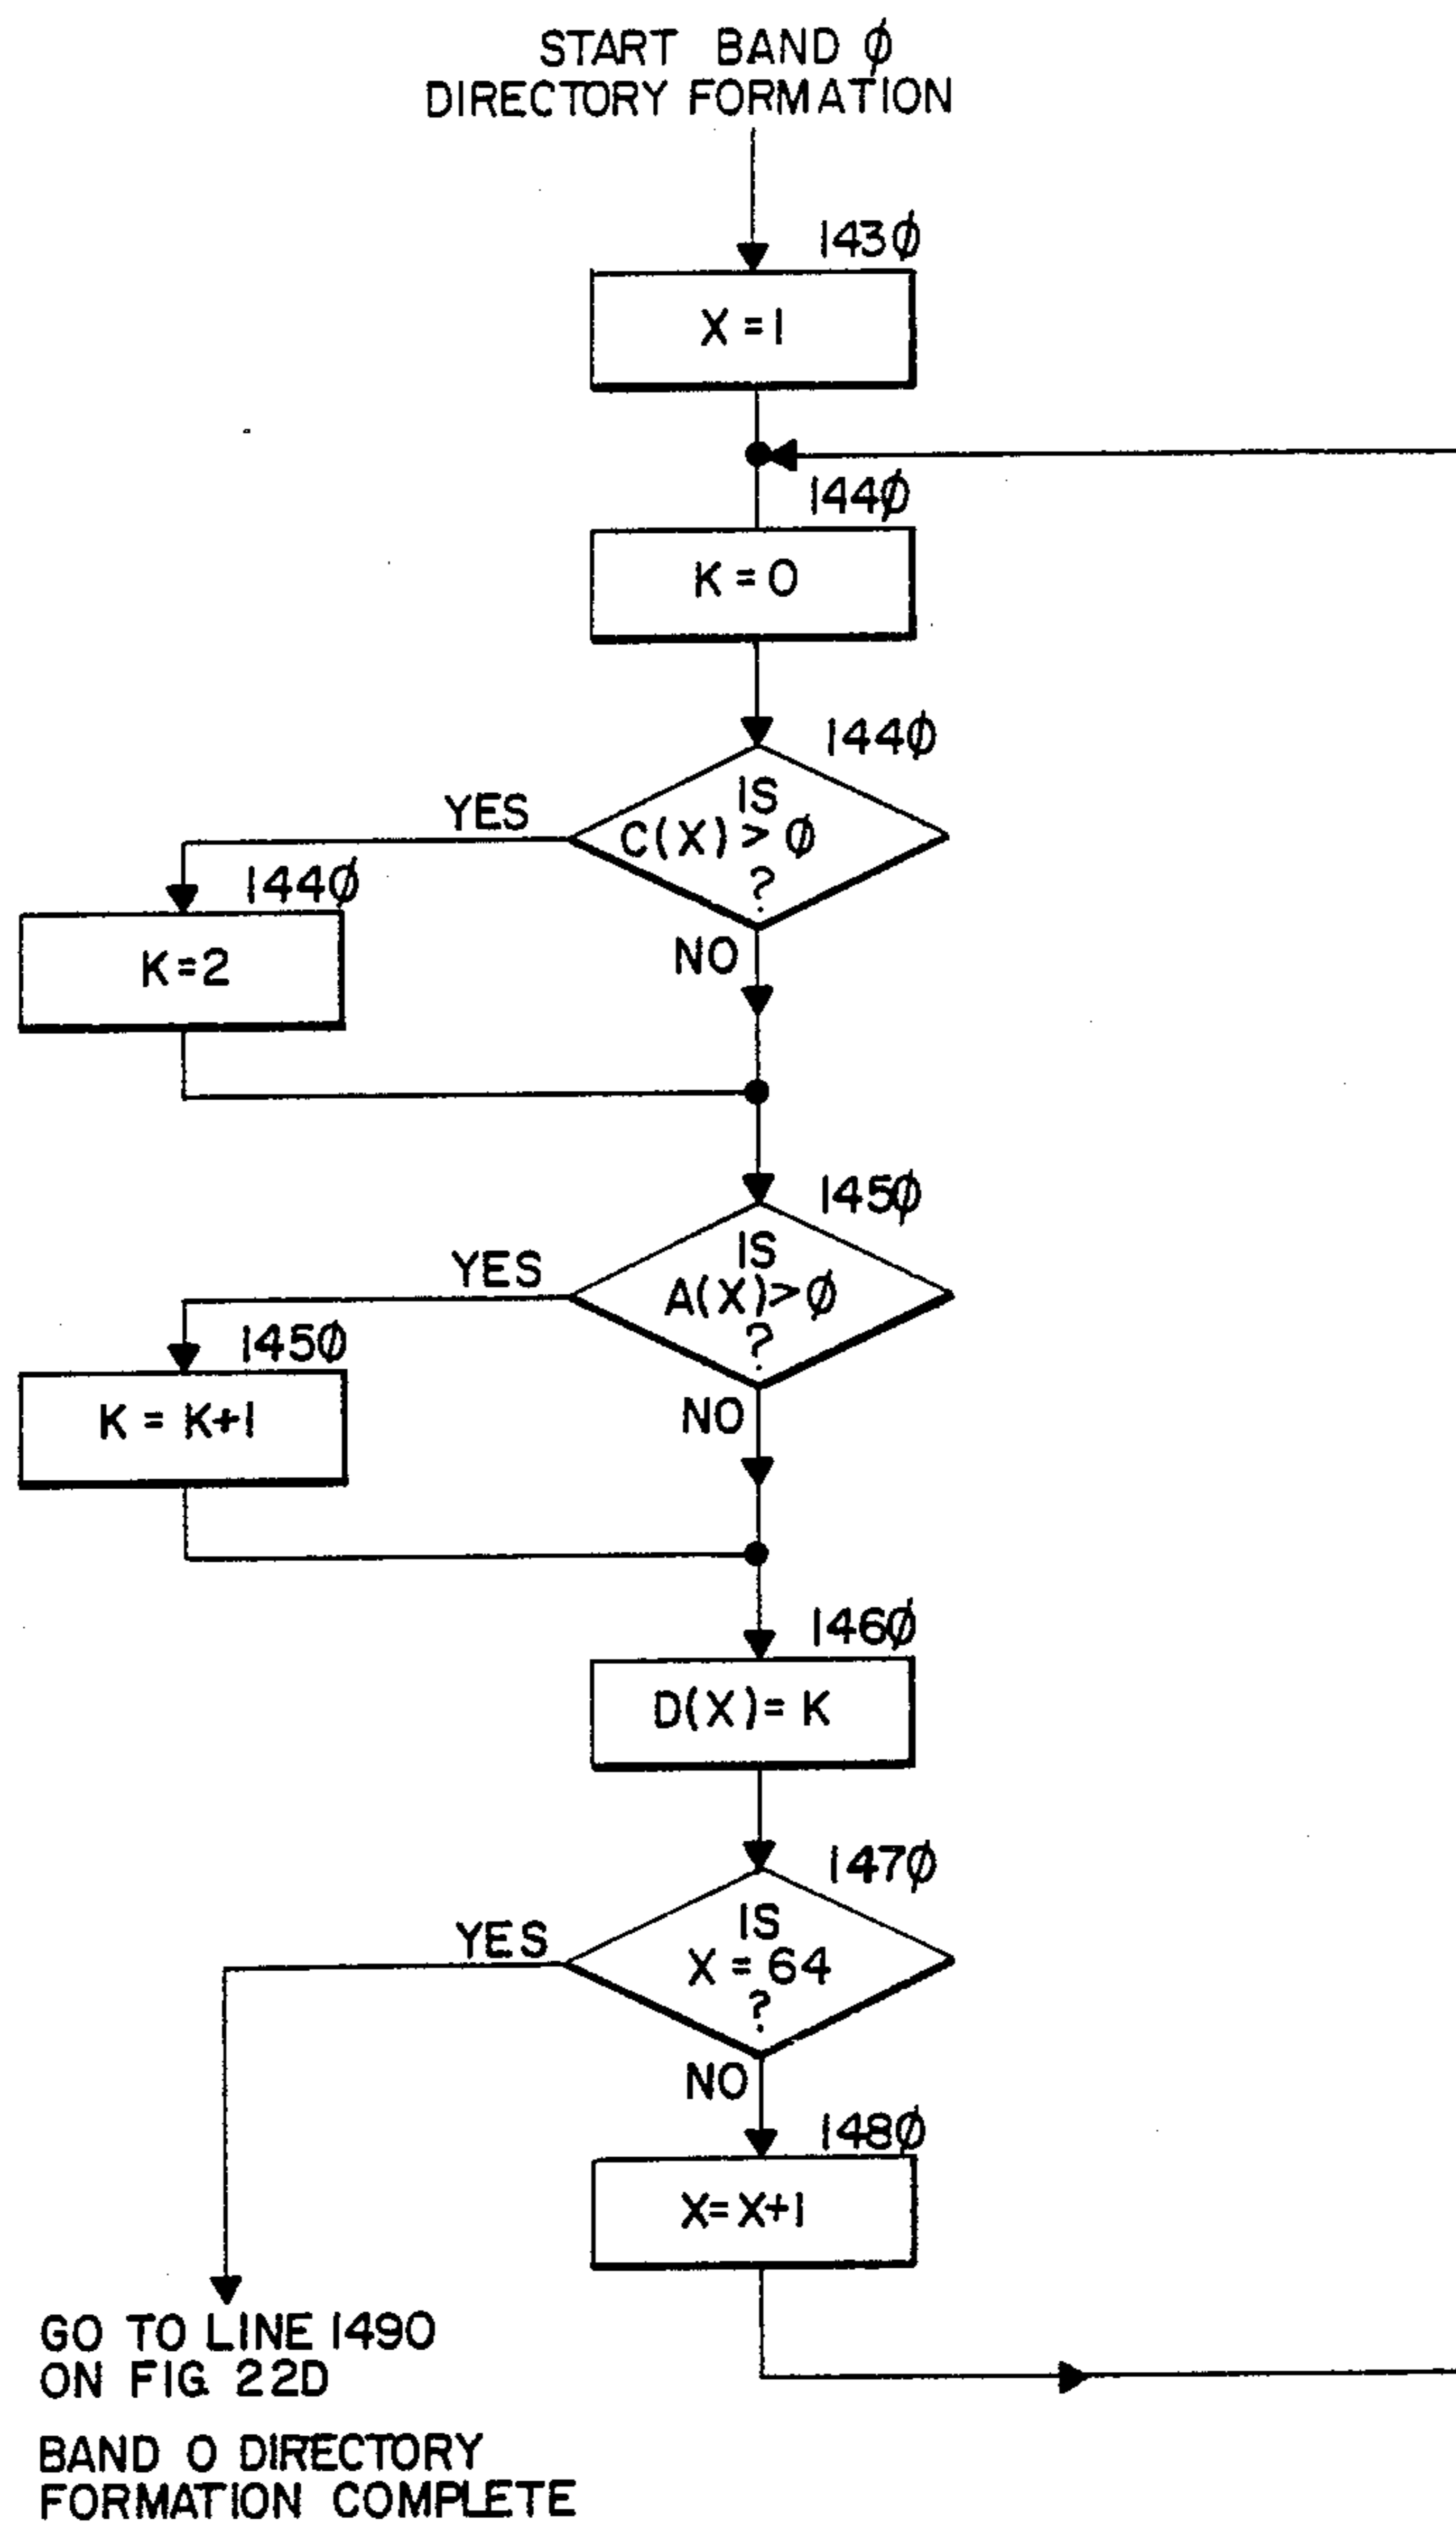 START BAND Ø
DIRECTORY FORMATION
143Ø
X = 1
144Ø
K = 0
144Ø
IS
C(X) > Ø
?
YES
NO
144Ø
K=2
145Ø
IS
A(X)>Ø
?
YES
NO
145Ø
K = K+1
146Ø
D(X)= K
147Ø
IS
X = 64
?
YES
NO
148Ø
X=X+1
GO TO LINE 1490
ON FIG. 22D
BAND 0 DIRECTORY
FORMATION COMPLETE